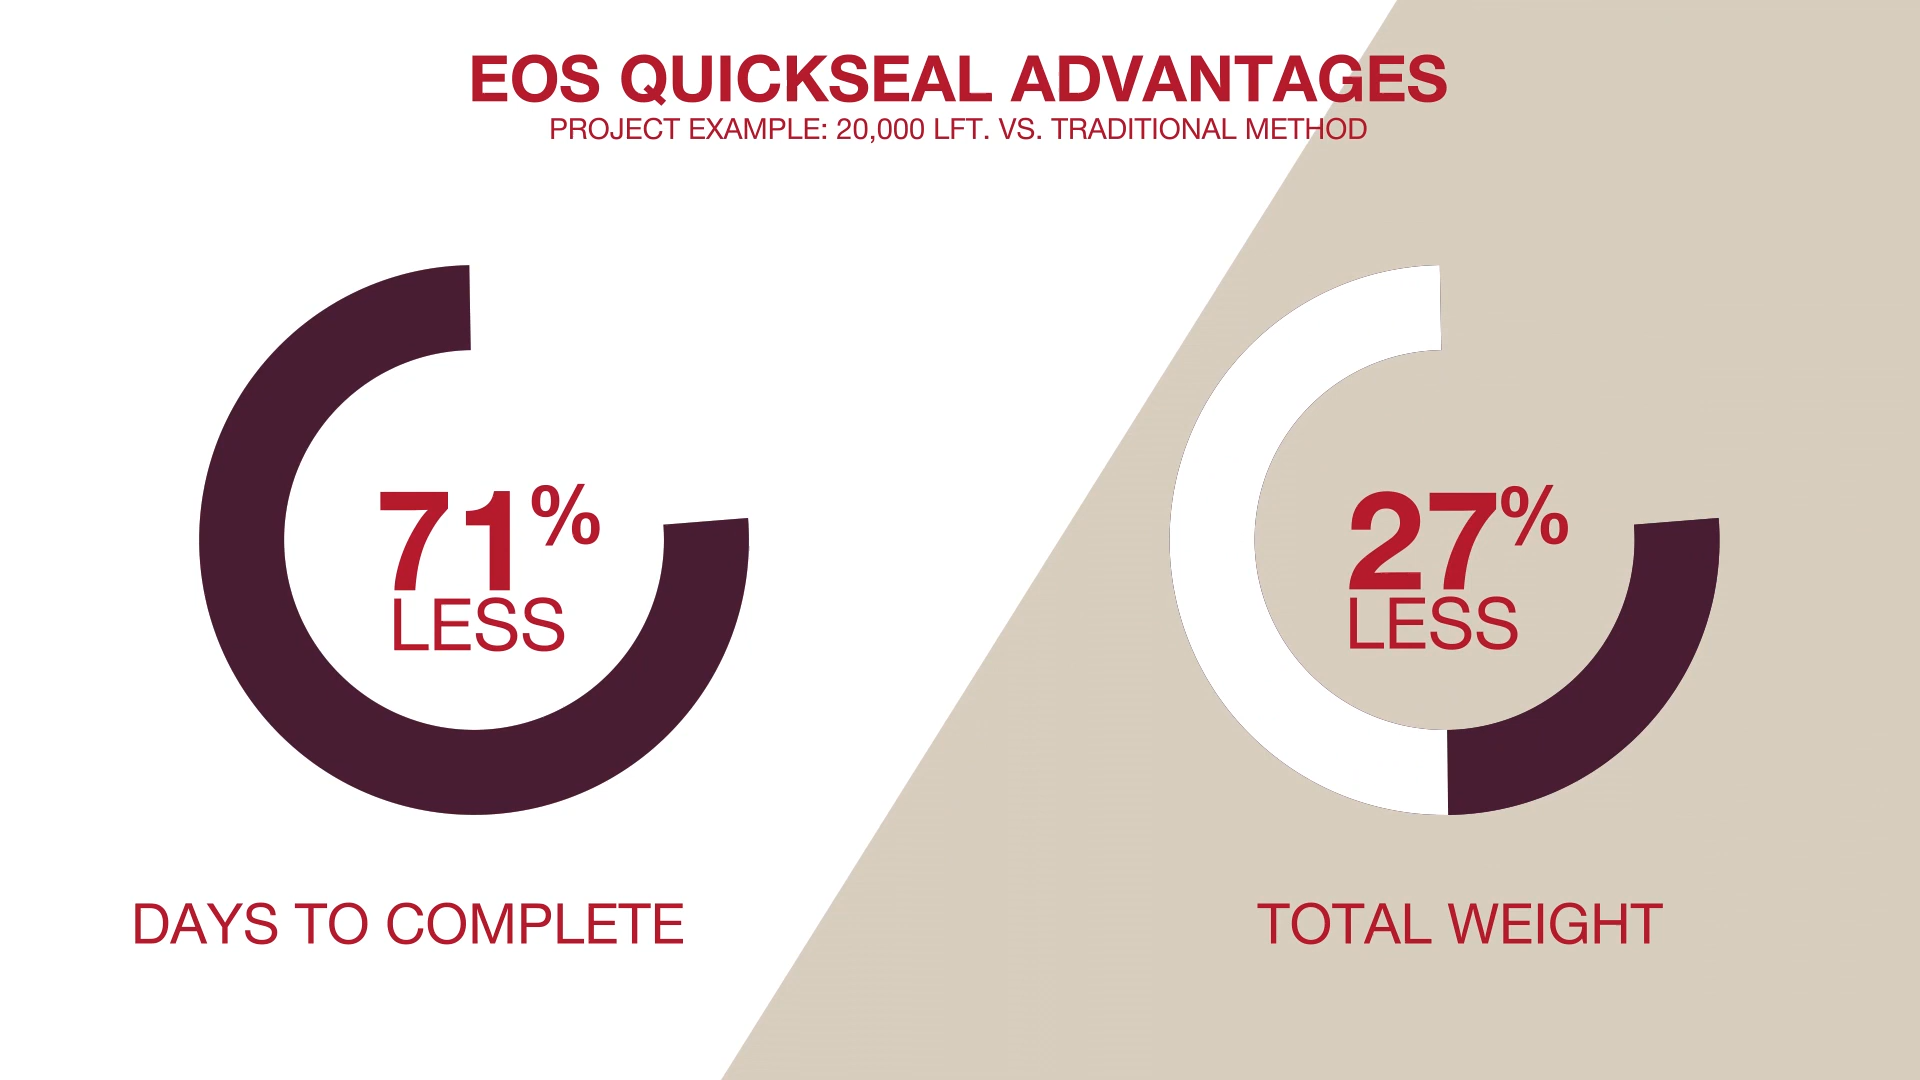 EOS QUICKSEAL ADVANTAGES
PROJECT EXAMPLE: 20,000 LFT. VS. TRADITIONAL METHOD
71%
LESS
DAYS TO COMPLETE
27%
LESS
TOTAL WEIGHT